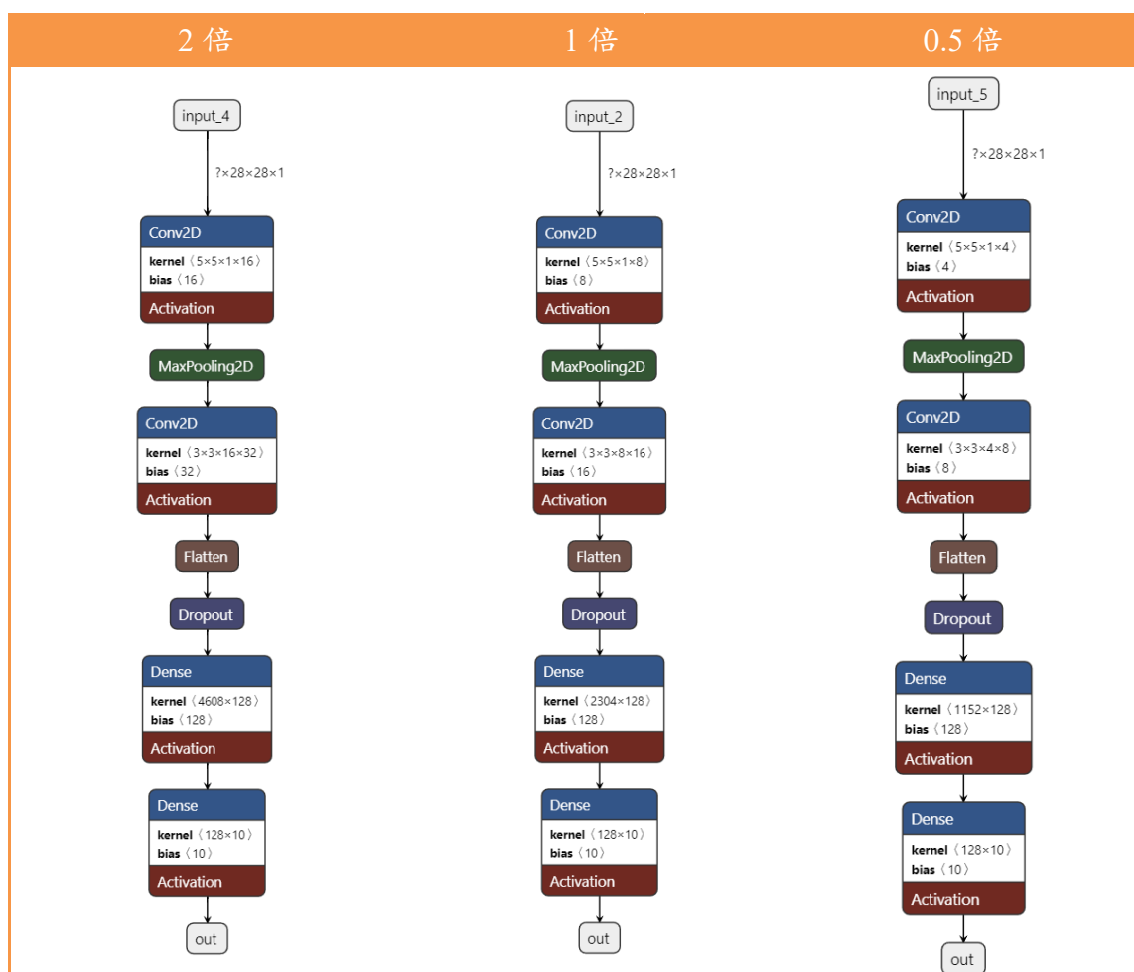 2 倍
1 倍
0.5 倍
input_4
?×28×28×1
Conv2D
kernel 〈5×5×1×16〉
bias 〈16〉
Activation
MaxPooling2D
Conv2D
kernel 〈3×3×16×32〉
bias 〈32〉
Activation
Flatten
Dropout
Dense
kernel 〈4608×128〉
bias 〈128〉
Activation
Dense
kernel 〈128×10〉
bias 〈10〉
Activation
out
input_2
?×28×28×1
Conv2D
kernel 〈5×5×1×8〉
bias 〈8〉
Activation
MaxPooling2D
Conv2D
kernel 〈3×3×8×16〉
bias 〈16〉
Activation
Flatten
Dropout
Dense
kernel 〈2304×128〉
bias 〈128〉
Activation
Dense
kernel 〈128×10〉
bias 〈10〉
Activation
out
input_5
?×28×28×1
Conv2D
kernel 〈5×5×1×4〉
bias 〈4〉
Activation
MaxPooling2D
Conv2D
kernel 〈3×3×4×8〉
bias 〈8〉
Activation
Flatten
Dropout
Dense
kernel 〈1152×128〉
bias 〈128〉
Activation
Dense
kernel 〈128×10〉
bias 〈10〉
Activation
out